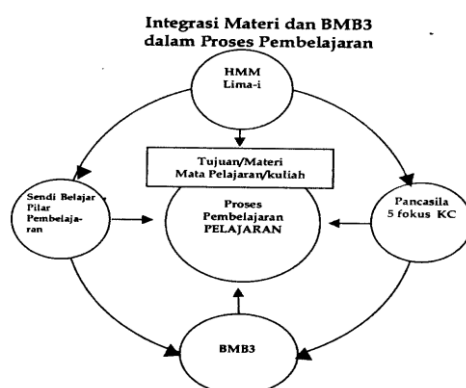 Integrasi Materi dan BMB3
dalam Proses Pembelajaran
HMM
Lima-i
Tujuan/Materi
Mata Pelajaran/kuliah
Sendi Belajar
Pilar
Pembelaja-
ran
Proses
Pembelajaran
PELAJARAN
Pancasila
5 fokus KC
BMB3